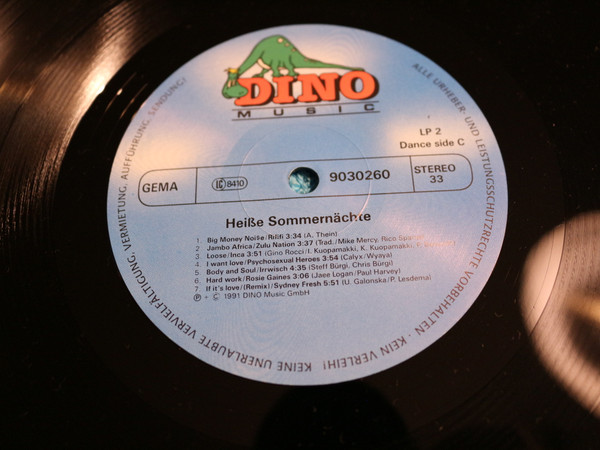 DINO
MUSIC
LP 2
Dance side C
GEMA
LC 8410
9030260
STEREO
33
Heiße Sommernächte
1. Big Money Noise/Rififi 3:34 (A. Thein)
2. Jambo Africa/Zulu Nation 3:37 (Trad./Mike Mercy, Rico
3. Loose/Inca 3:51 (Gino Rocci/I. Kuopamakki, K. Kuopamakki,
4. I want love/Psychosexual Heroes 3:54 (Calyx/Wyaya)
5. Body and Soul/Irrwisch 4:35 (Steff Bürgi, Chris Bürgi)
6. Hard work/Rosie Gaines 3:06 (Jaee Logan/Paul Harvey)
7. If it's love/(Remix)/Sydney Fresh 5:51 (U. Galonska/P. Lesdema)
℗ + © 1991 DINO Music GmbH
ALLE URHEBER- UND LEISTUNGSSCHUTZRECHTE VORBEHALTEN · KEIN VERLEIH! KEINE UNERLAUBTE VERVIELFÄLTIGUNG, VERMIETUNG, AUFFÜHRUNG, SENDUNG!